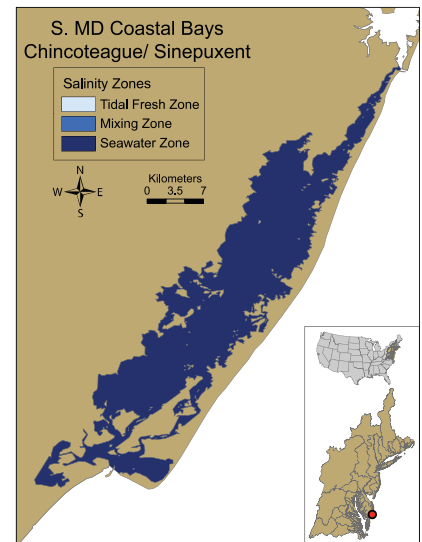 S. MD Coastal Bays
Chincoteague/ Sinepuxent
Salinity Zones
Tidal Fresh Zone
Mixing Zone
Seawater Zone
N
W E
S
Kilometers
0 3.5 7